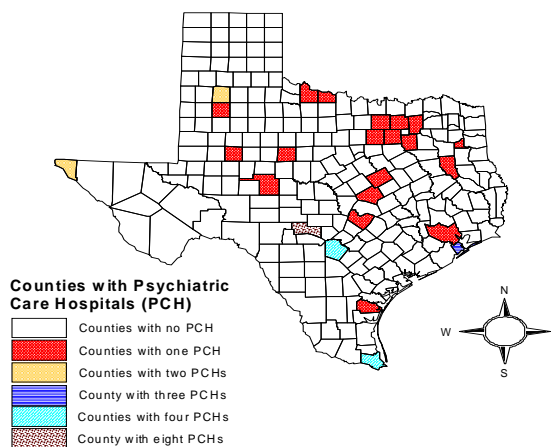 Counties with Psychiatric
Care Hospitals (PCH)
Counties with no PCH
Counties with one PCH
Counties with two PCHs
County with three PCHs
Counties with four PCHs
County with eight PCHs
N
W E
S